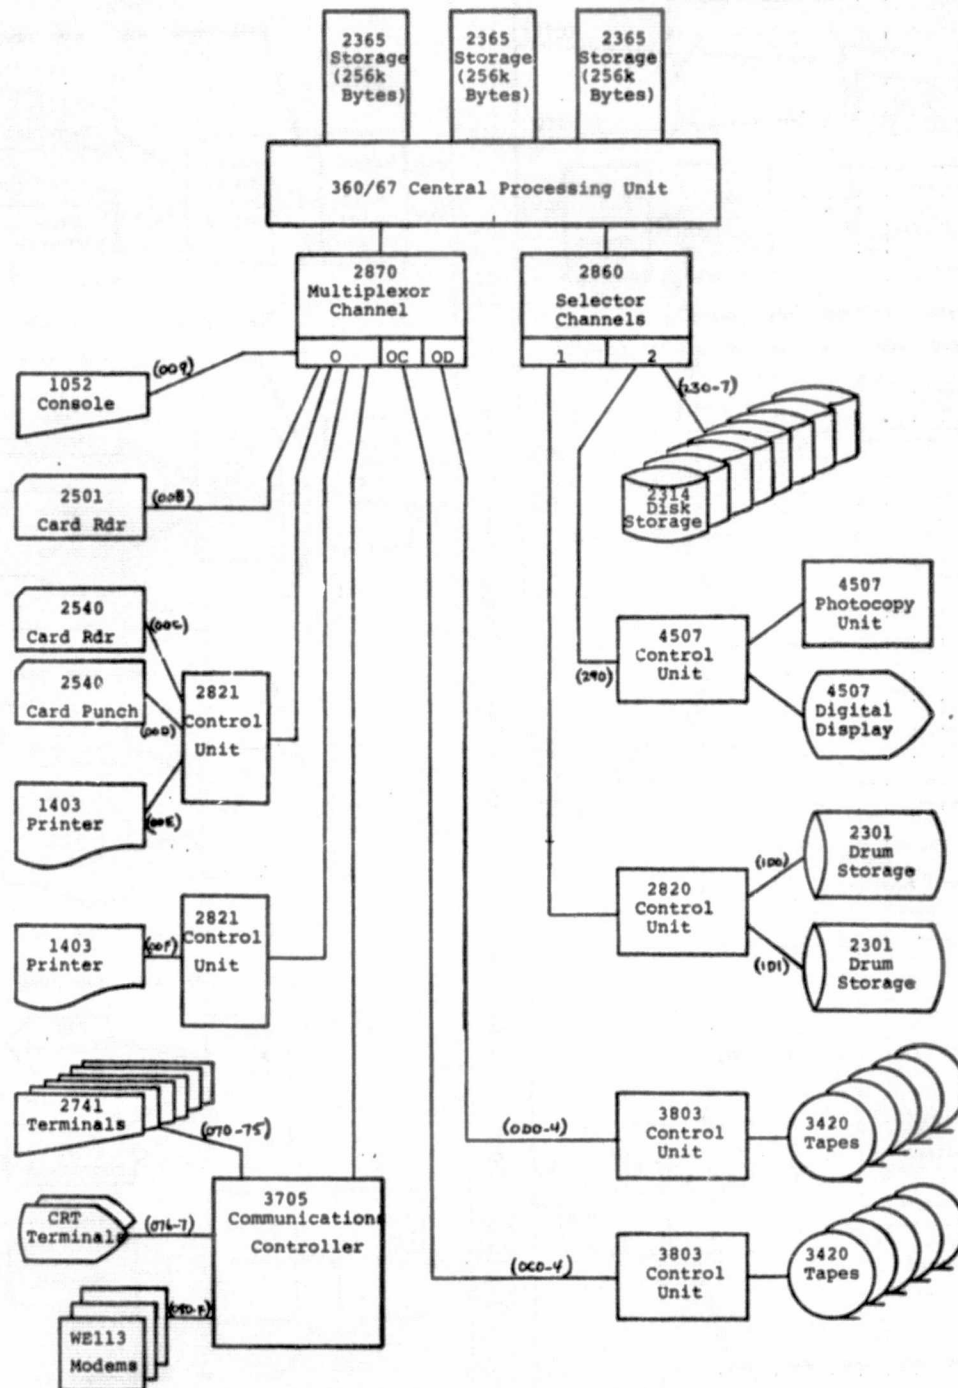 2365
Storage
(256k
Bytes)
2365
Storage
(256k
Bytes)
2365
Storage
(256k
Bytes)
360/67 Central Processing Unit
2870
Multiplexor
Channel
O
OC
OD
2860
Selector
Channels
1
2
(009)
1052
Console
(230-7)
2314
Disk
Storage
2501
Card Rdr
(00B)
2540
Card Rdr
(00C)
2540
Card Punch
(00D)
2821
Control
Unit
1403
Printer
(00E)
4507
Control
Unit
(290)
4507
Photocopy
Unit
4507
Digital
Display
2820
Control
Unit
(1D0)
2301
Drum
Storage
(1D1)
2301
Drum
Storage
1403
Printer
(00F)
2821
Control
Unit
2741
Terminals
(070-75)
(0D0-4)
3803
Control
Unit
3420
Tapes
CRT
Terminals
(076-7)
3705
Communications
Controller
(0C0-4)
3803
Control
Unit
3420
Tapes
WE113
Modems